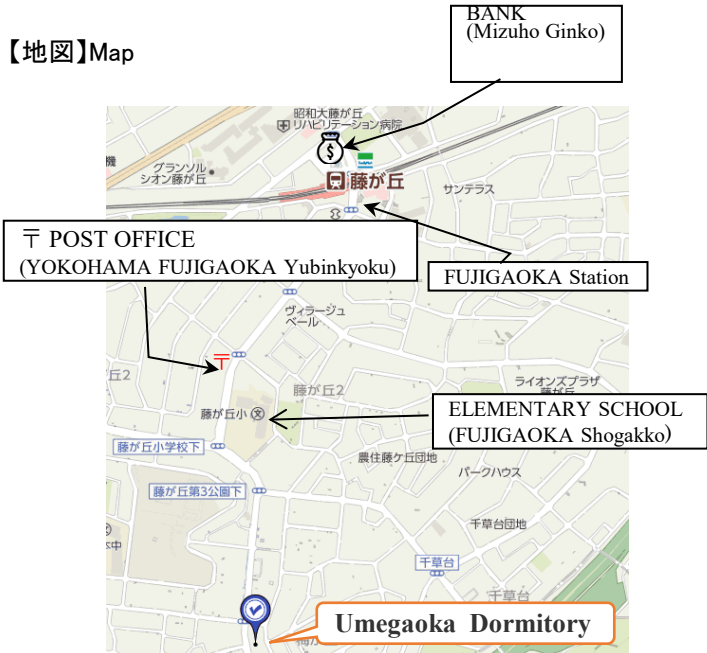 【地図】Map
BANK
(Mizuho Ginko)
昭和大藤が丘
リハビリテーション病院
機
グランソル
シオン藤が丘
$
FamilyMart
藤が丘
サンテラス
〒 POST OFFICE
(YOKOHAMA FUJIGAOKA Yubinkyoku)
FUJIGAOKA Station
ヴィラージュ
ベール
〒
丘2
藤が丘2
ライオンズプラザ
藤が丘小 文
ELEMENTARY SCHOOL
(FUJIGAOKA Shogakko)
藤が丘小学校下
農住藤ケ丘団地
パークハウス
藤が丘第3公園下
千草台団地
本中
千草台
千草台
Umegaoka Dormitory